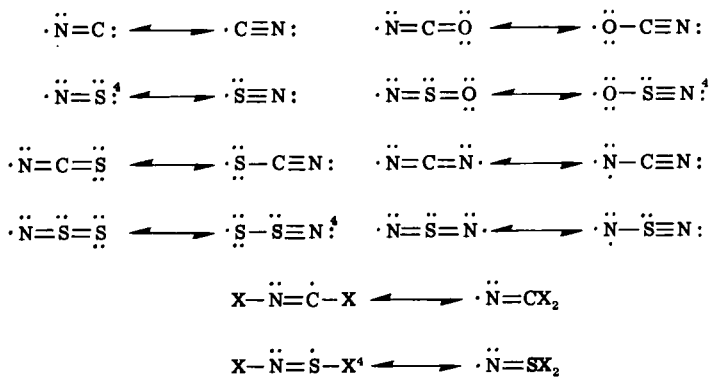 ·N̈=C: ⟷ ·C≡N: ·N̈=C=Ö̤ ⟷ ·Ö̤–C≡N:
·N̈=S̈:⁴ ⟷ ·S̈≡N: ·N̈=S̈=Ö̤ ⟷ ·Ö̤–S̈≡N:⁴
·N̈=C=S̤̈ ⟷ ·S̤̈–C≡N: ·N̈=C=N̈· ⟷ ·Ṇ̈–C≡N:
·N̈=S̈=S̤̈ ⟷ ·S̤̈–S̈≡N:⁴ ·N̈=S̈=N̈· ⟷ ·Ṇ̈–S̈≡N:
X–N̈=Ċ–X ⟷ ·N̈=CX₂
X–N̈=S̈–X⁴ ⟷ ·N̈=SX₂